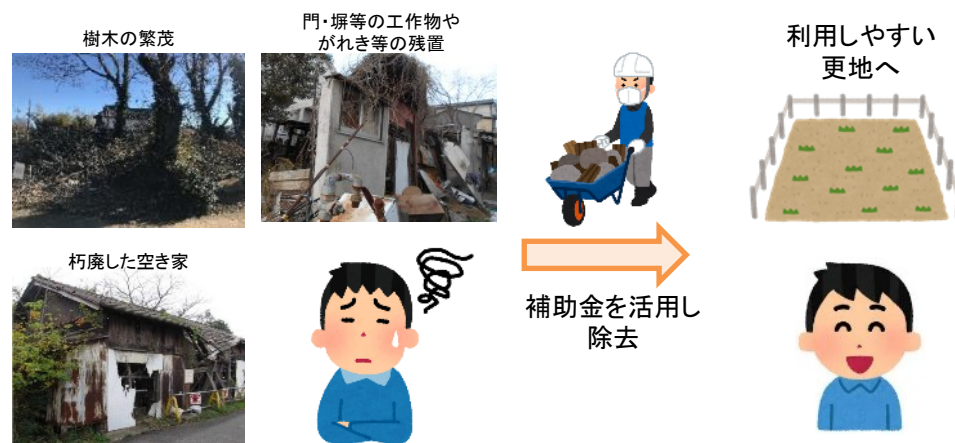 樹木の繁茂
門・塀等の工作物や
がれき等の残置
朽廃した空き家
補助金を活用し
除去
利用しやすい
更地へ